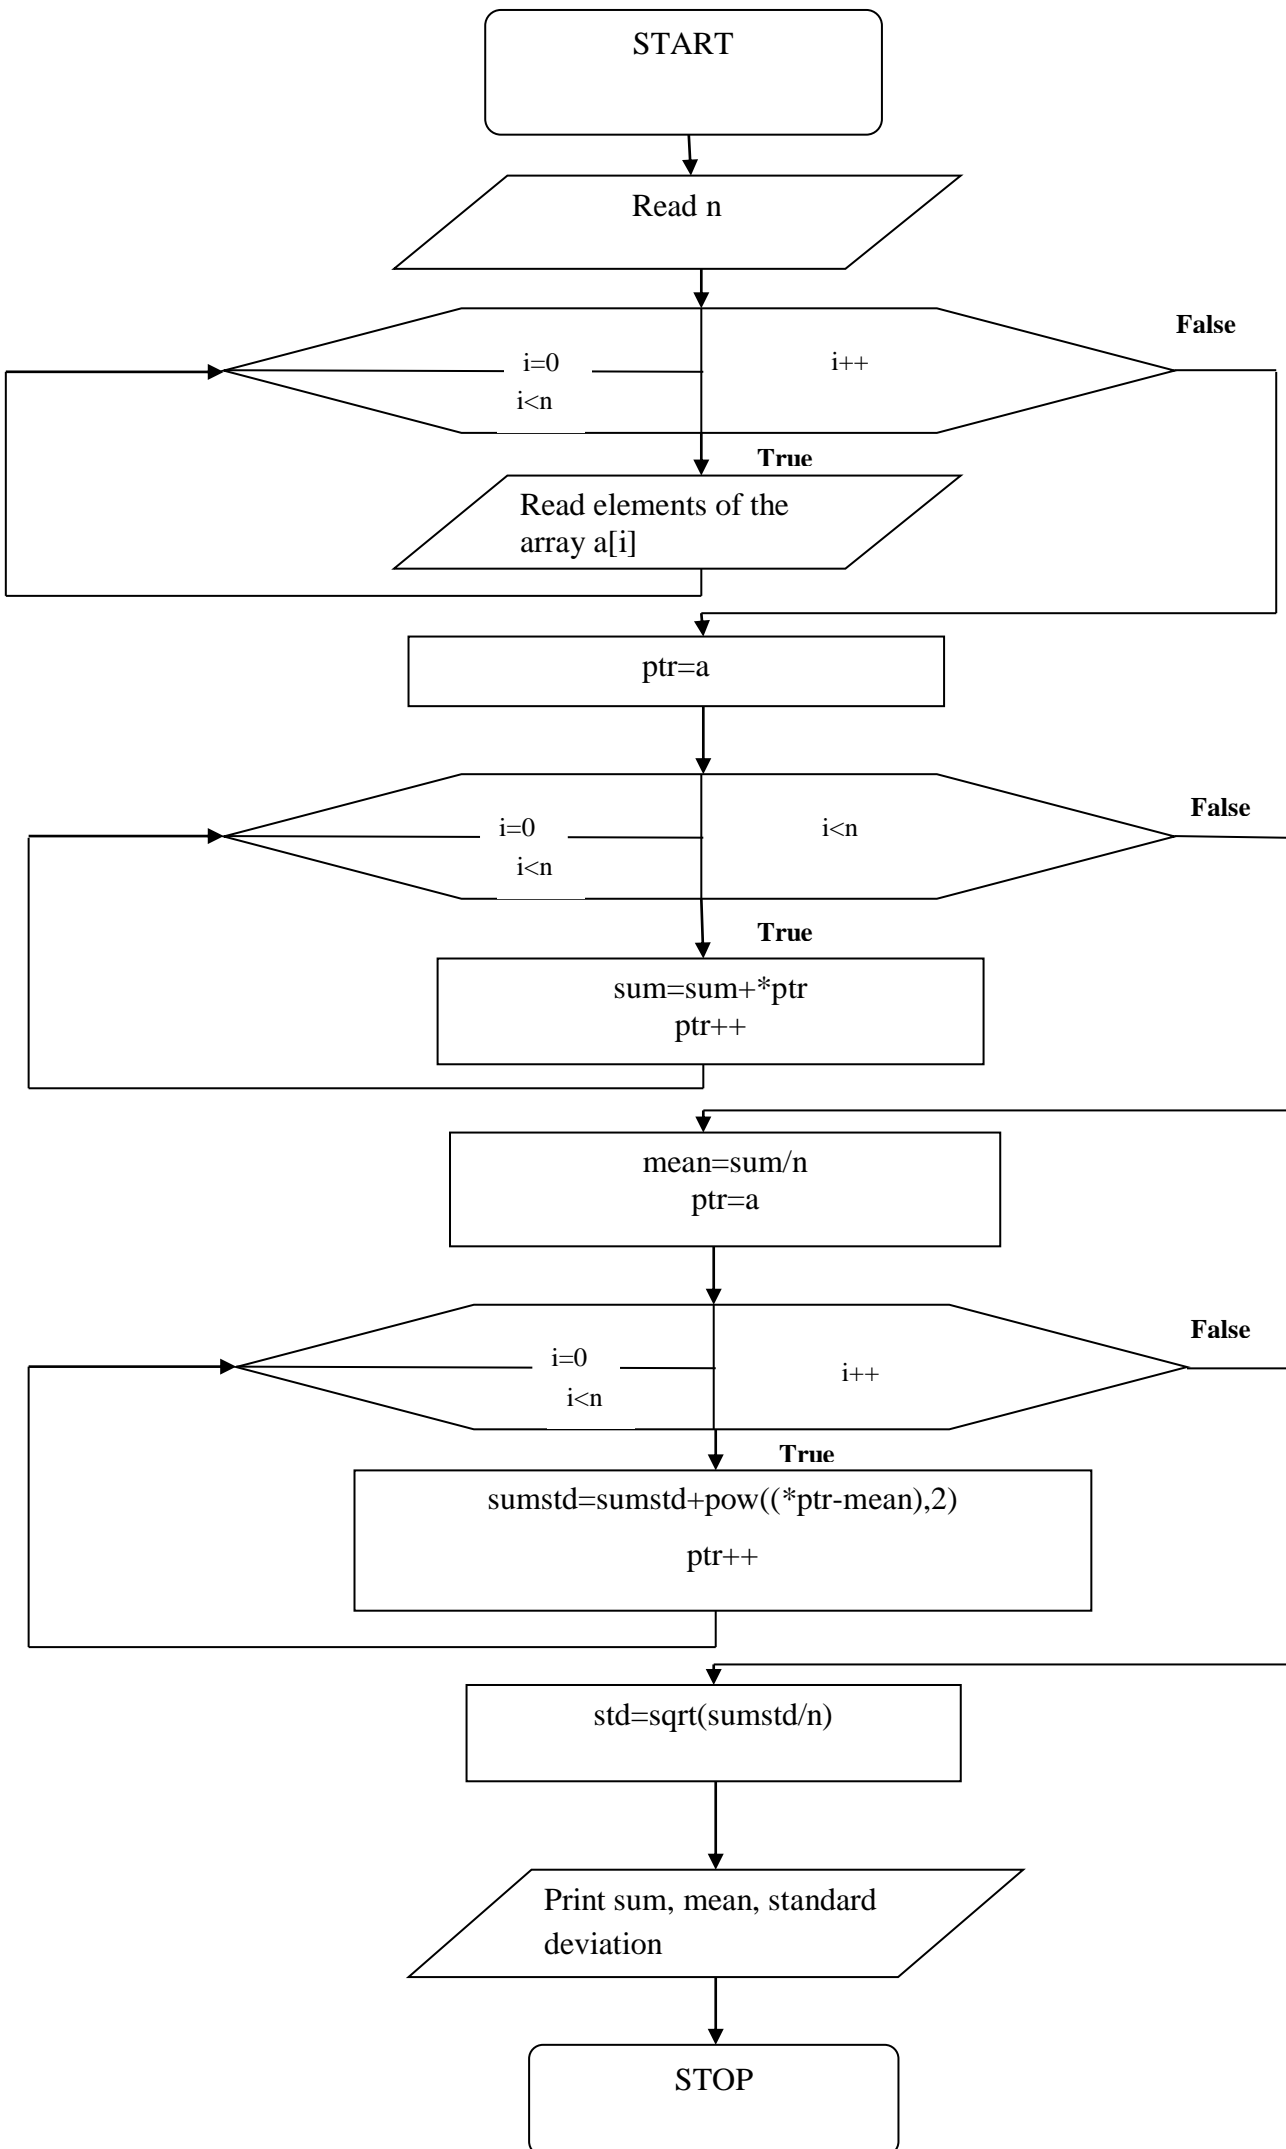 START
Read n
False
i=0
i++
i<n
True
Read elements of the
array a[i]
ptr=a
False
i=0
i<n
i<n
True
sum=sum+*ptr
ptr++
mean=sum/n
ptr=a
False
i=0
i++
i<n
True
sumstd=sumstd+pow((*ptr-mean),2)
ptr++
std=sqrt(sumstd/n)
Print sum, mean, standard
deviation
STOP